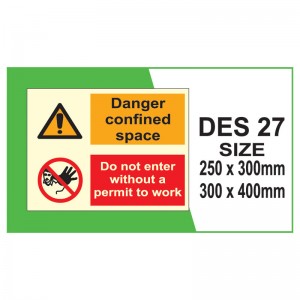 Danger
confined
space
Do not enter
without a
permit to work
DES 27
SIZE
250 x 300mm
300 x 400mm